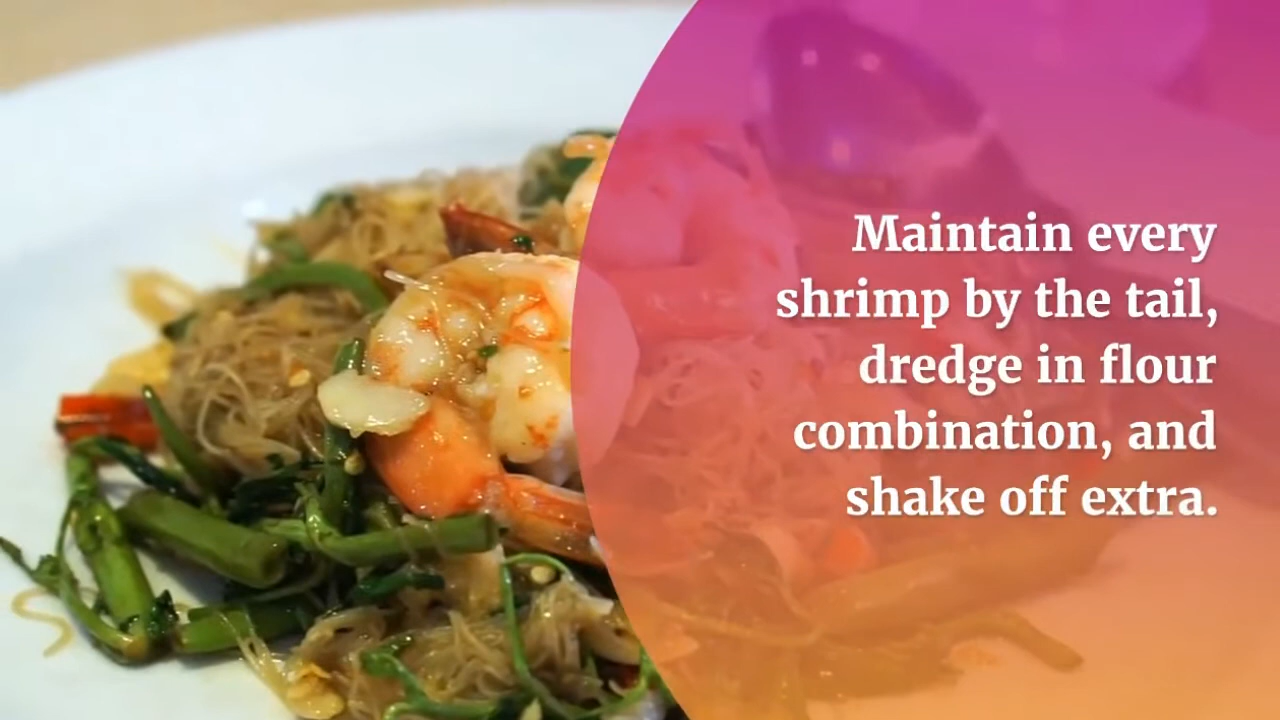 Maintain every
shrimp by the tail,
dredge in flour
combination, and
shake off extra.